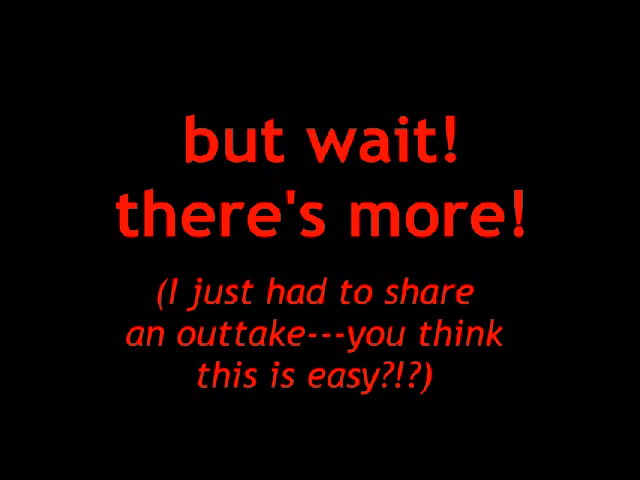 but wait!
there's more!
(I just had to share
an outtake---you think
this is easy?!?)